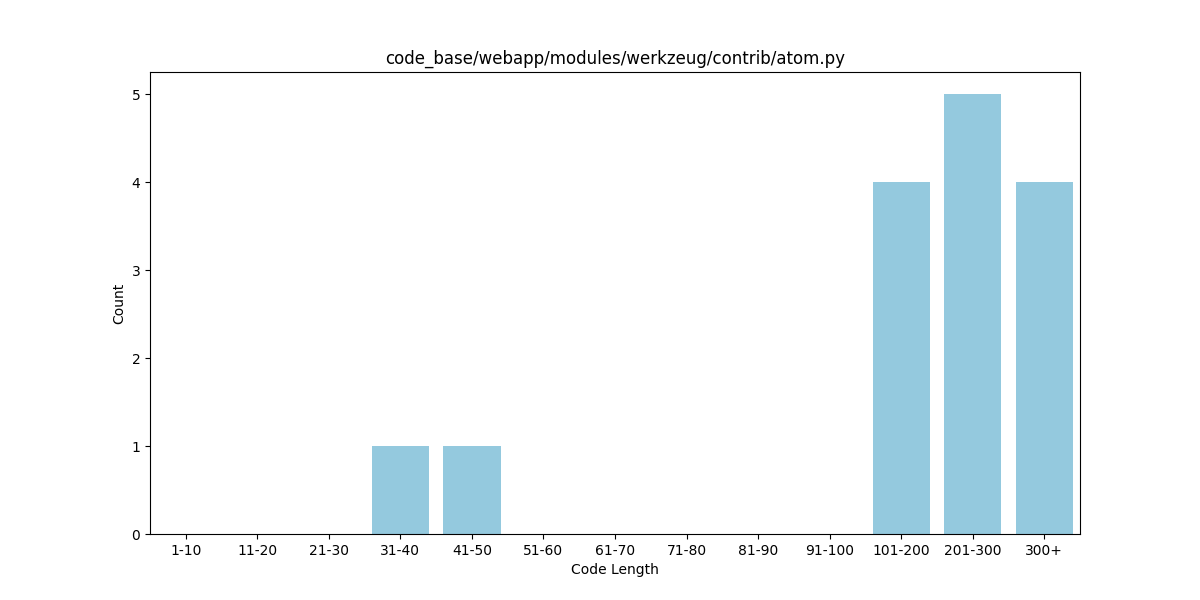 code_base/webapp/modules/werkzeug/contrib/atom.py
5
4
3
2
1
0
Count
1-10 11-20 21-30 31-40 41-50 51-60 61-70 71-80 81-90 91-100 101-200 201-300 300+
Code Length